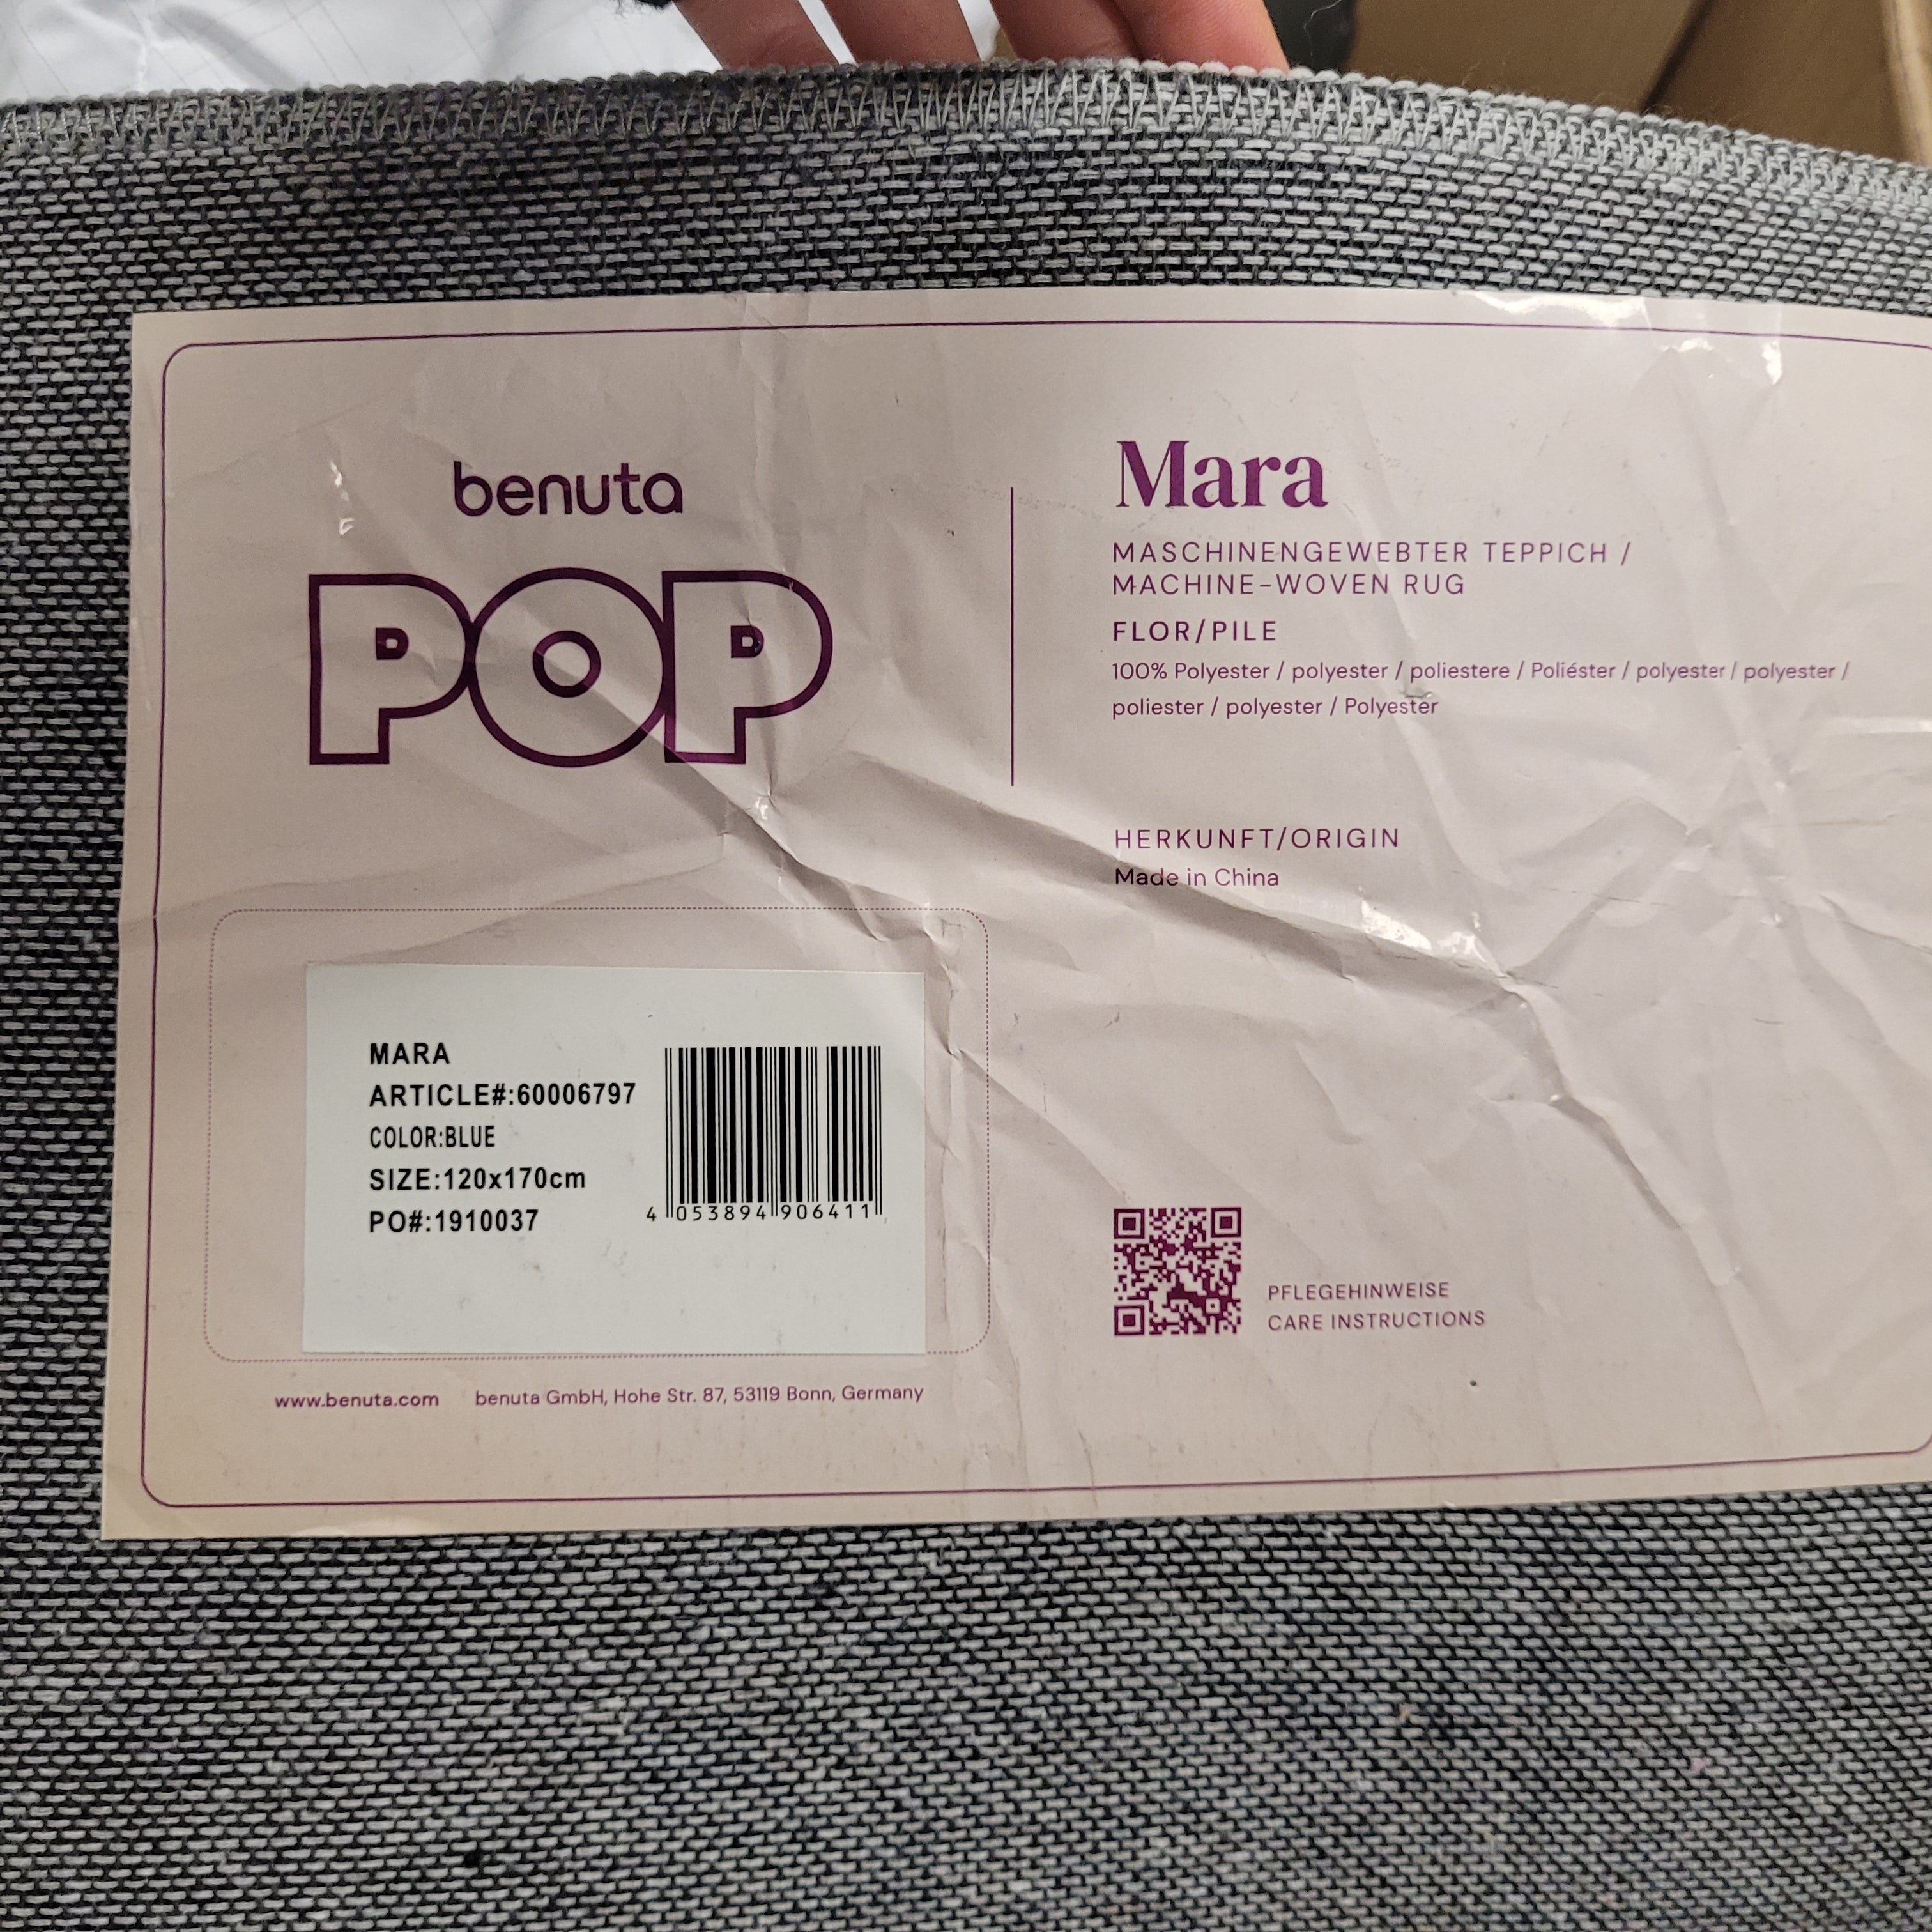 benuta
POP
Mara
MASCHINENGEWEBTER TEPPICH /
MACHINE-WOVEN RUG
FLOR/PILE
100% Polyester / polyester / poliestere / Poliéster / polyester / polyester /
poliester / polyester / Polyester
HERKUNFT/ORIGIN
Made in China
MARA
ARTICLE#:60006797
COLOR:BLUE
SIZE:120x170cm
PO#:1910037
4 053894 906411
PFLEGEHINWEISE
CARE INSTRUCTIONS
www.benuta.com benuta GmbH, Hohe Str. 87, 53119 Bonn, Germany